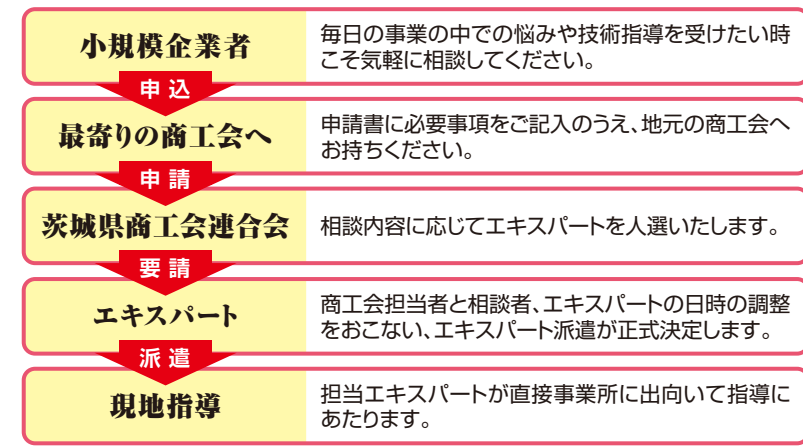 小規模企業者
毎日の事業の中での悩みや技術指導を受けたい時
こそ気軽に相談してください。
申込
最寄りの商工会へ
申請書に必要事項をご記入のうえ、地元の商工会へ
お持ちください。
申請
茨城県商工会連合会
相談内容に応じてエキスパートを人選いたします。
要請
エキスパート
商工会担当者と相談者、エキスパートの日時の調整
をおこない、エキスパート派遣が正式決定します。
派遣
現地指導
担当エキスパートが直接事業所に出向いて指導に
あたります。